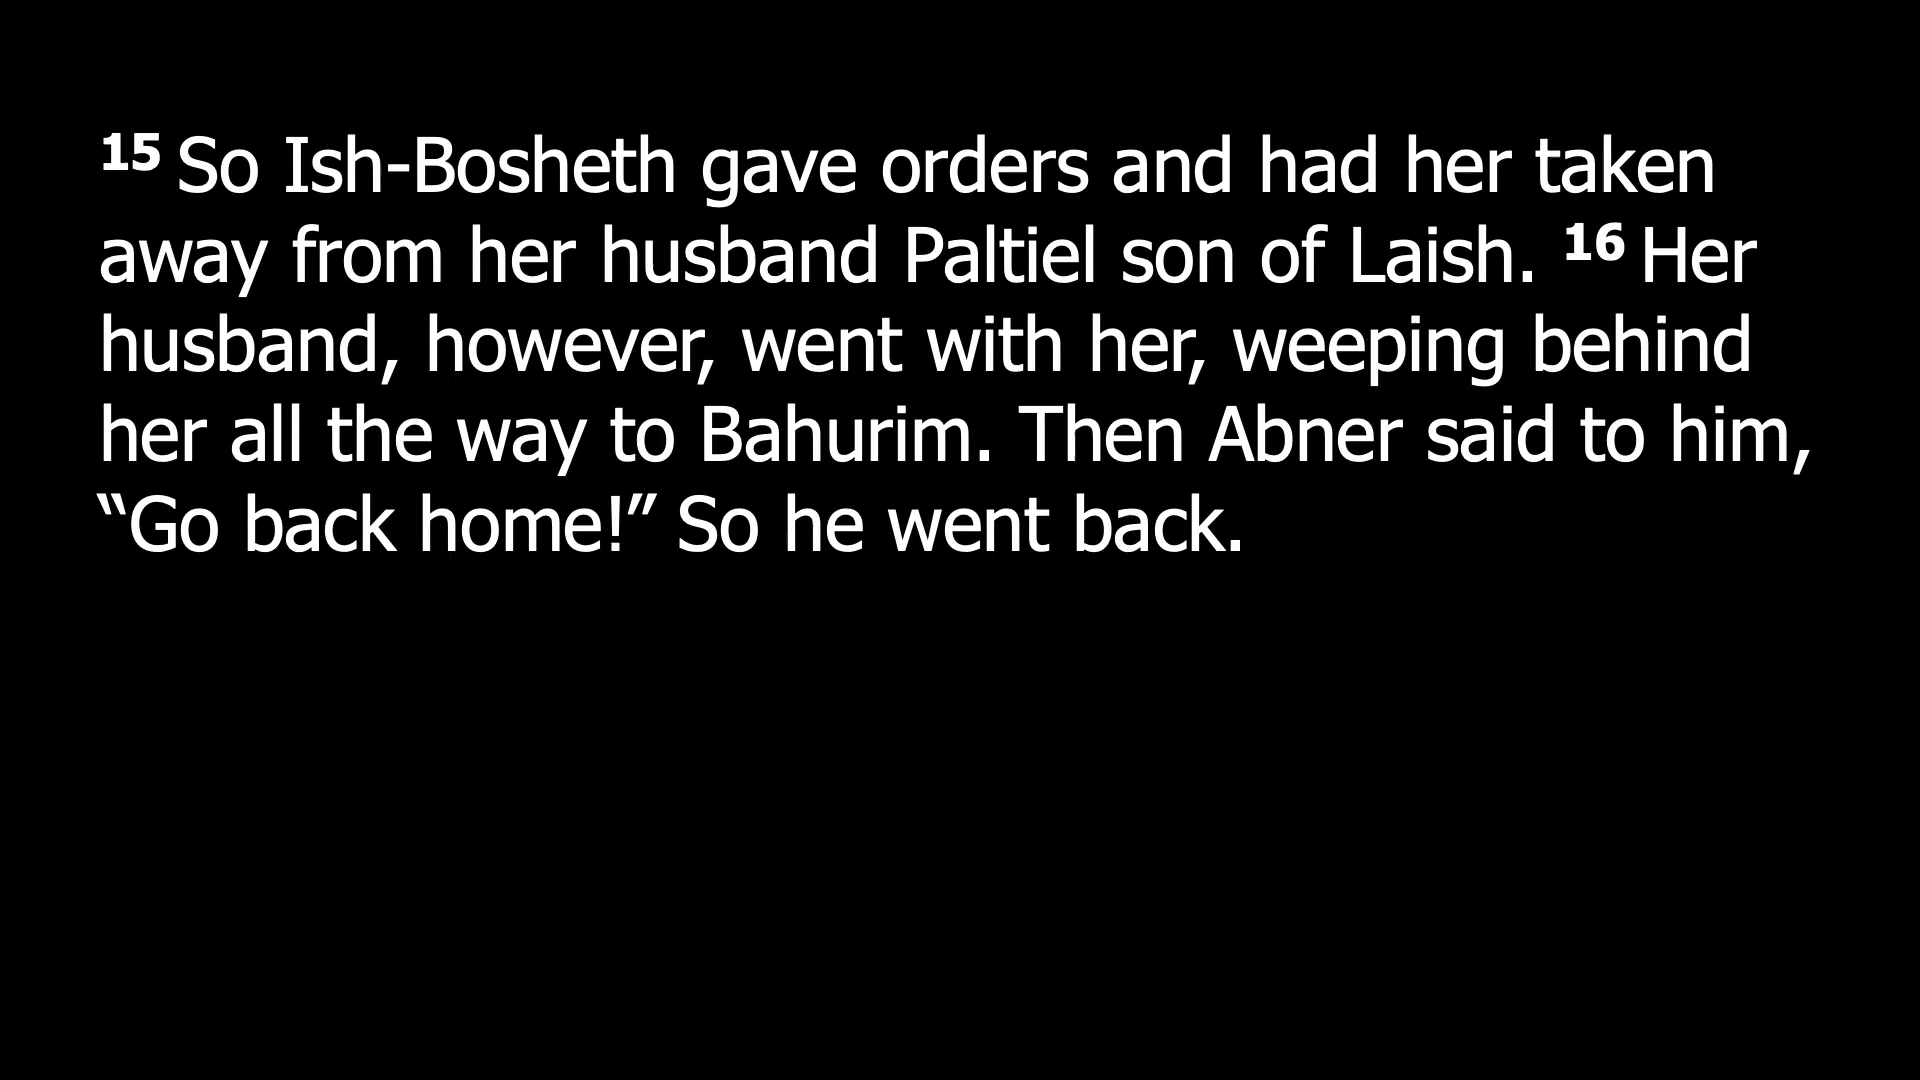 15 So Ish-Bosheth gave orders and had her taken
away from her husband Paltiel son of Laish. 16 Her
husband, however, went with her, weeping behind
her all the way to Bahurim. Then Abner said to him,
“Go back home!” So he went back.